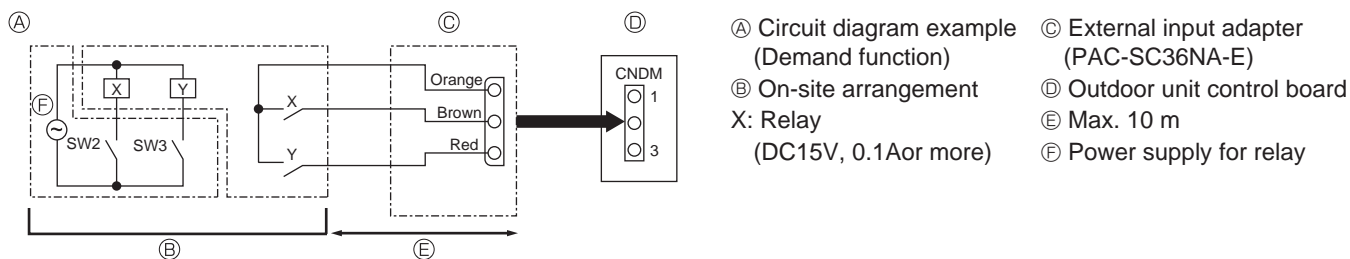 Ⓐ
Ⓒ
Ⓓ
CNDM
Orange
1
X
Y
X
Ⓕ
Brown
SW2
SW3
Red
Y
3
Ⓑ
Ⓔ
Ⓐ Circuit diagram example
(Demand function)
Ⓑ On-site arrangement
X: Relay
(DC15V, 0.1Aor more)
Ⓒ External input adapter
(PAC-SC36NA-E)
Ⓓ Outdoor unit control board
Ⓔ Max. 10 m
Ⓕ Power supply for relay